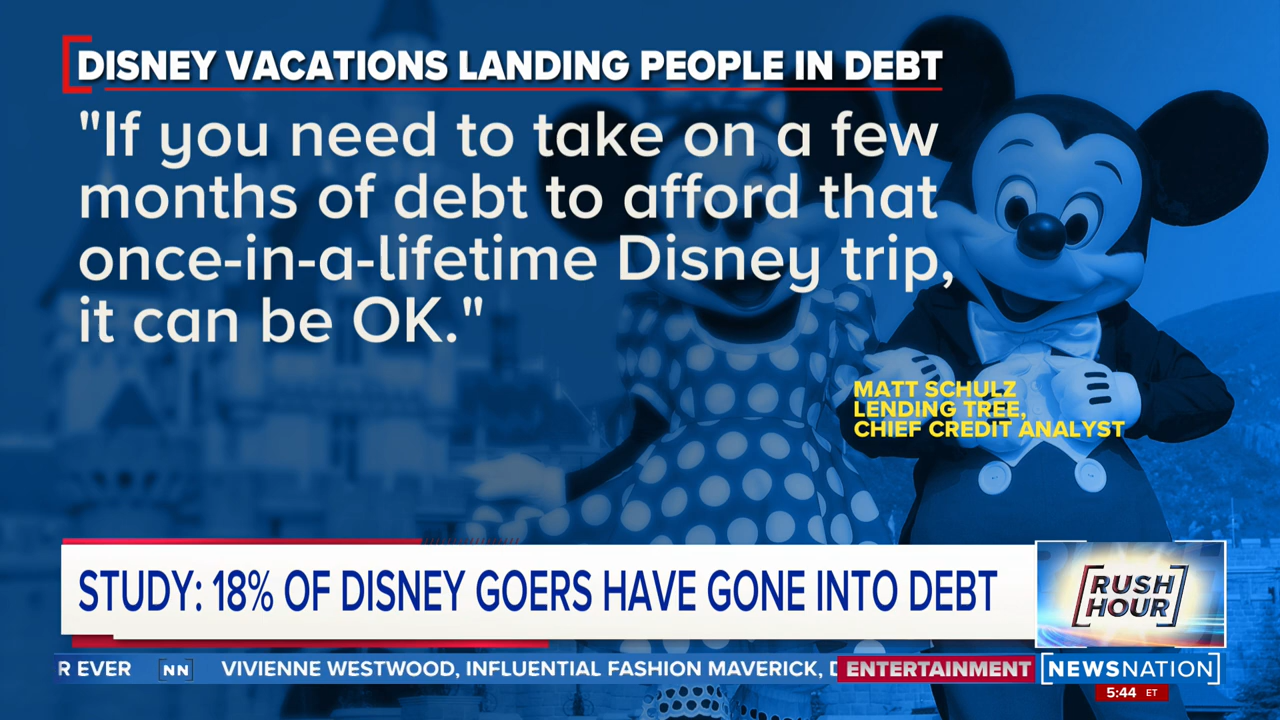 DISNEY VACATIONS LANDING PEOPLE IN DEBT
"If you need to take on a few
months of debt to afford that
once-in-a-lifetime Disney trip,
it can be OK."
MATT SCHULZ
LENDING TREE,
CHIEF CREDIT ANALYST
STUDY: 18% OF DISNEY GOERS HAVE GONE INTO DEBT
RUSH
HOUR
R EVER NN VIVIENNE WESTWOOD, INFLUENTIAL FASHION MAVERICK, ENTERTAINMENT NEWSNATION
5:44 ET